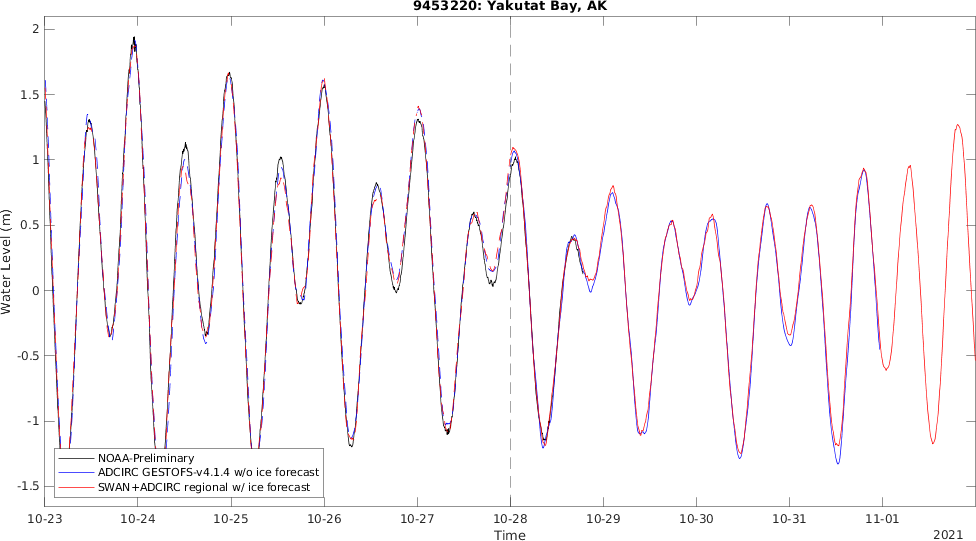 9453220: Yakutat Bay, AK
Water Level (m)
2
1.5
1
0.5
0
-0.5
-1
-1.5
NOAA-Preliminary
ADCIRC GESTOFS-v4.1.4 w/o ice forecast
SWAN+ADCIRC regional w/ ice forecast
10-23 10-24 10-25 10-26 10-27 10-28 10-29 10-30 10-31 11-01
Time
2021